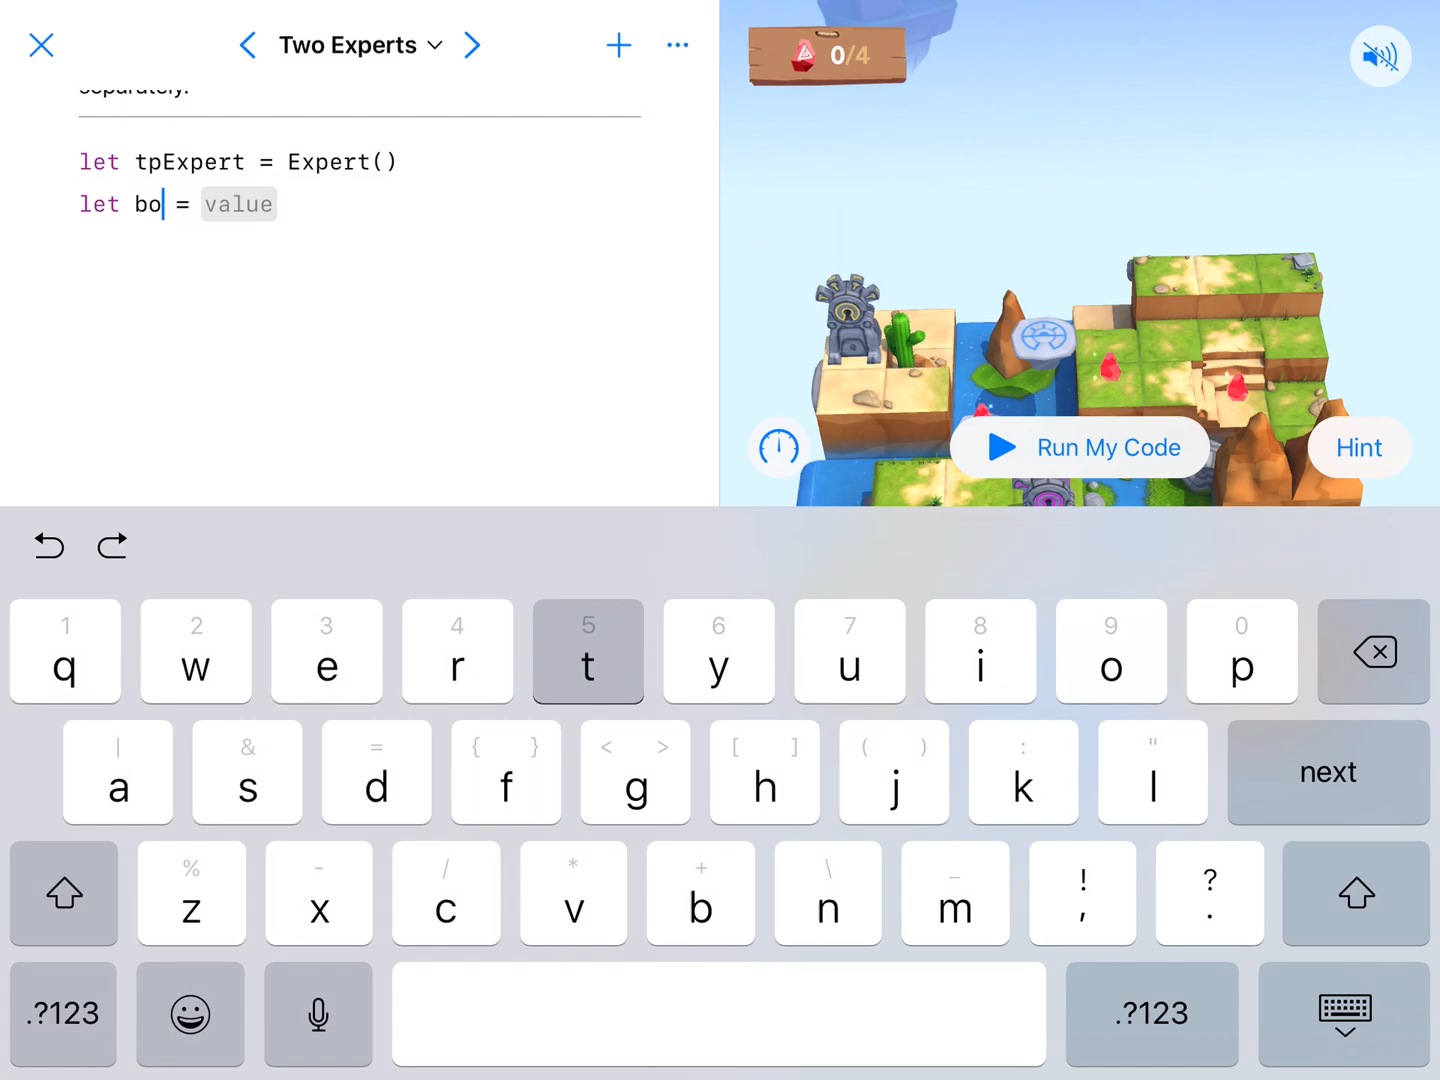 Two Experts
separately.
let tpExpert = Expert()
let bo = value
0/4
Run My Code
Hint
1 2 3 4 5 6 7 8 9 0
q w e r t y u i o p
| & = { } < > [ ] ( ) : "
a s d f g h j k l next
% - / * + \ _ ! ?
z x c v b n m , .
.?123 .?123